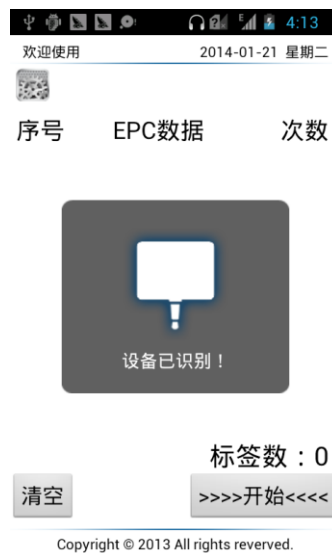 4:13
欢迎使用 2014-01-21 星期二
序号 EPC数据 次数
设备已识别！
标签数：0
清空 >>>>开始<<<<
Copyright © 2013 All rights reverved.